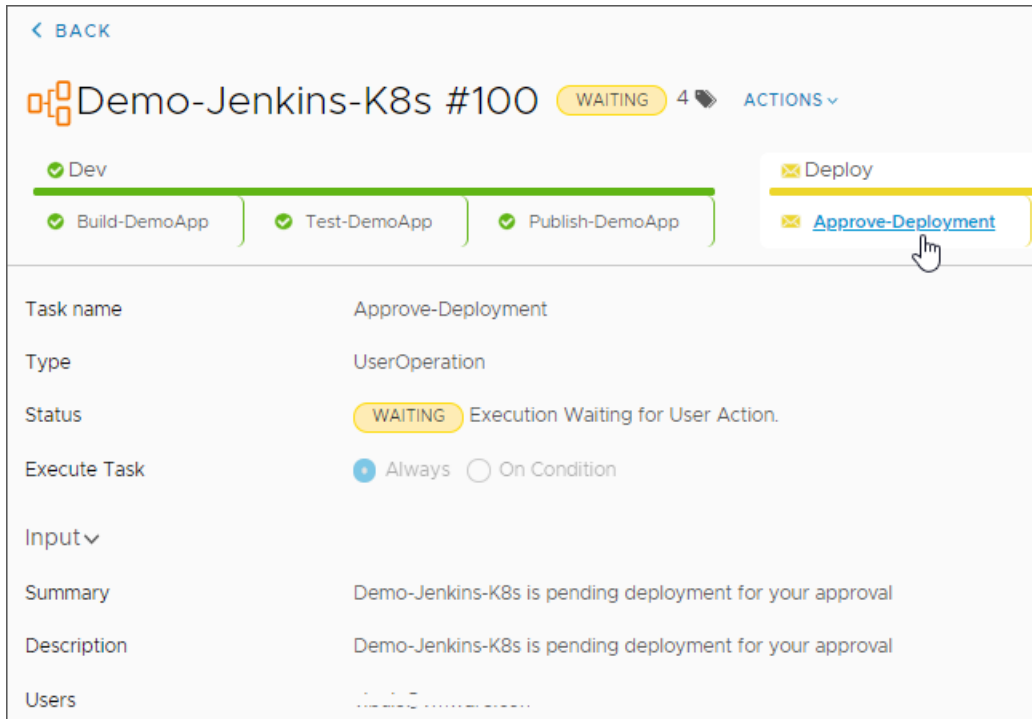 BACK
Demo-Jenkins-K8s #100 WAITING 4 ACTIONS
Dev Deploy
Build-DemoApp Test-DemoApp Publish-DemoApp Approve-Deployment
Task name Approve-Deployment
Type UserOperation
Status WAITING Execution Waiting for User Action.
Execute Task Always On Condition
Input
Summary Demo-Jenkins-K8s is pending deployment for your approval
Description Demo-Jenkins-K8s is pending deployment for your approval
Users